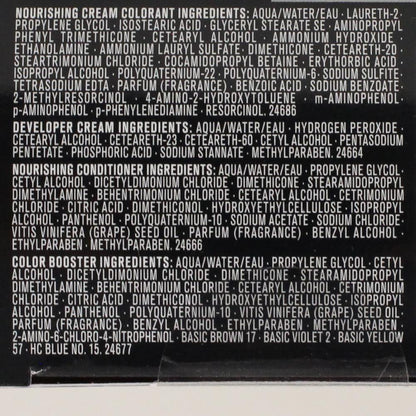 NOURISHING CREAM COLORANT INGREDIENTS: AQUA/WATER/EAU · LAURETH-2 ·
PROPYLENE GLYCOL · ISOSTEARIC ACID · GLYCERYL STEARATE SE · AMINOPROPYL
PHENYL TRIMETHICONE · CETEARYL ALCOHOL · AMMONIUM HYDROXIDE ·
ETHANOLAMINE · AMMONIUM LAURYL SULFATE · DIMETHICONE · CETEARETH-20 ·
STEARTRIMONIUM CHLORIDE · COCAMIDOPROPYL BETAINE · ERYTHORBIC ACID ·
ISOPROPYL ALCOHOL · POLYQUATERNIUM-22 · POLYQUATERNIUM-6 · SODIUM SULFITE ·
TETRASODIUM EDTA · PARFUM (FRAGRANCE) · BENZOIC ACID · SODIUM BENZOATE ·
2-METHYLRESORCINOL · 4-AMINO-2-HYDROXYTOLUENE · m-AMINOPHENOL ·
p-AMINOPHENOL · p-PHENYLENEDIAMINE · RESORCINOL. 24686
DEVELOPER CREAM INGREDIENTS: AQUA/WATER/EAU · HYDROGEN PEROXIDE ·
CETEARYL ALCOHOL · CETEARETH-23 · CETEARETH-60 · CETYL ALCOHOL · PENTASODIUM
PENTETATE · PHOSPHORIC ACID · SODIUM STANNATE · METHYLPARABEN. 24664
NOURISHING CONDITIONER INGREDIENTS: AQUA/WATER/EAU · PROPYLENE GLYCOL ·
CETYL ALCOHOL · DICETYLDIMONIUM CHLORIDE · DIMETHICONE · STEARAMIDOPROPYL
DIMETHYLAMINE · BEHENTRIMONIUM CHLORIDE · CETEARYL ALCOHOL · CETRIMONIUM
CHLORIDE · CITRIC ACID · DIMETHICONOL · HYDROXYETHYLCELLULOSE · ISOPROPYL
ALCOHOL · PANTHENOL · POLYQUATERNIUM-10 · SODIUM ACETATE · SODIUM CHLORIDE ·
VITIS VINIFERA (GRAPE) SEED OIL · PARFUM (FRAGRANCE) · BENZYL ALCOHOL ·
ETHYLPARABEN · METHYLPARABEN. 24666
COLOR BOOSTER INGREDIENTS: AQUA/WATER/EAU · PROPYLENE GLYCOL · CETYL
ALCOHOL · DICETYLDIMONIUM CHLORIDE · DIMETHICONE · STEARAMIDOPROPYL
DIMETHYLAMINE · BEHENTRIMONIUM CHLORIDE · CETEARYL ALCOHOL · CETRIMONIUM
CHLORIDE · CITRIC ACID · DIMETHICONOL · HYDROXYETHYLCELLULOSE · ISOPROPYL
ALCOHOL · PANTHENOL · POLYQUATERNIUM-10 · VITIS VINIFERA (GRAPE) SEED OIL ·
PARFUM (FRAGRANCE) · BENZYL ALCOHOL · ETHYLPARABEN · METHYLPARABEN ·
2-AMINO-6-CHLORO-4-NITROPHENOL · BASIC BROWN 17 · BASIC VIOLET 2 · BASIC YELLOW
57 · HC BLUE NO. 15. 24677